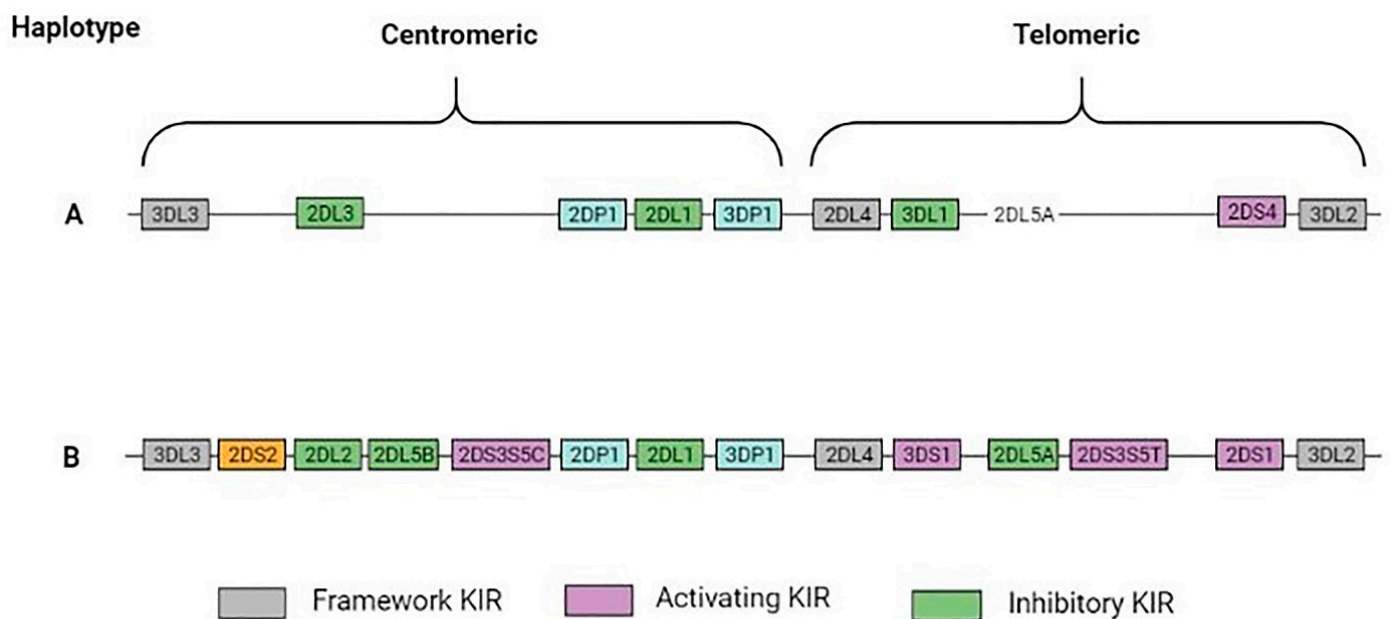 Haplotype
Centromeric Telomeric
A 3DL3 2DL3 2DP1 2DL1 3DP1 2DL4 3DL1 2DL5A 2DS4 3DL2
B 3DL3 2DS2 2DL2 2DL5B 2DS3S5C 2DP1 2DL1 3DP1 2DL4 3DS1 2DL5A 2DS3S5T 2DS1 3DL2
Framework KIR Activating KIR Inhibitory KIR